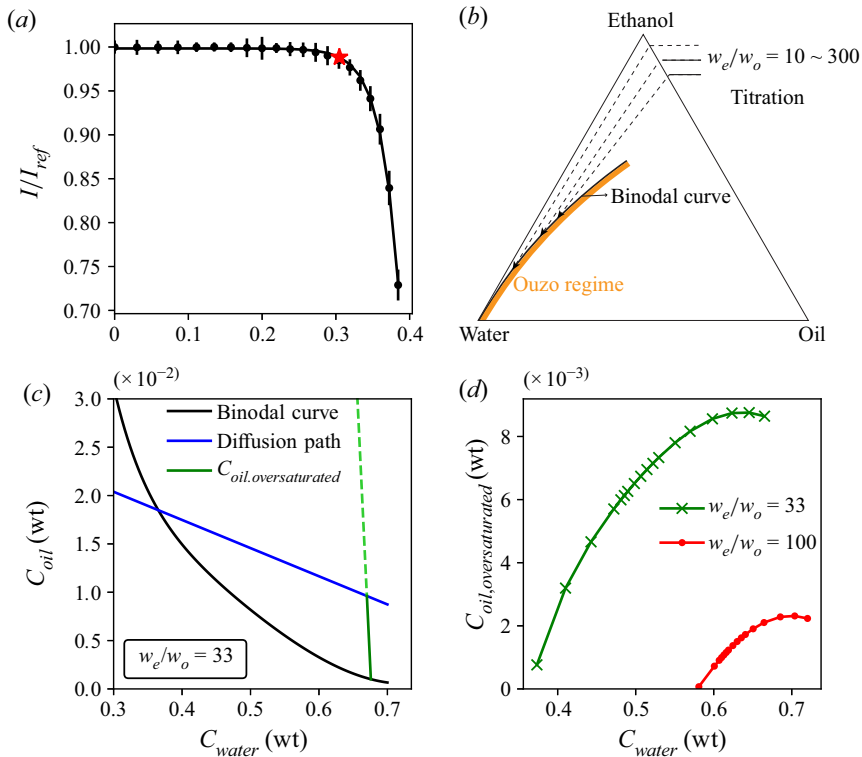 (a)
1.00
0.95
0.90
0.85
0.80
0.75
0.70
I/I_ref
0 0.1 0.2 0.3 0.4
(b)
Ethanol
w_e/w_o = 10 ~ 300
Titration
Binodal curve
Ouzo regime
Water
Oil
(c)
(× 10⁻²)
3.0
2.5
2.0
1.5
1.0
0.5
0.0
C_oil (wt)
Binodal curve
Diffusion path
C_oil.oversaturated
w_e/w_o = 33
0.3 0.4 0.5 0.6 0.7
C_water (wt)
(d)
(× 10⁻³)
8
6
4
2
0
C_oil,oversaturated (wt)
w_e/w_o = 33
w_e/w_o = 100
0.4 0.5 0.6 0.7
C_water (wt)